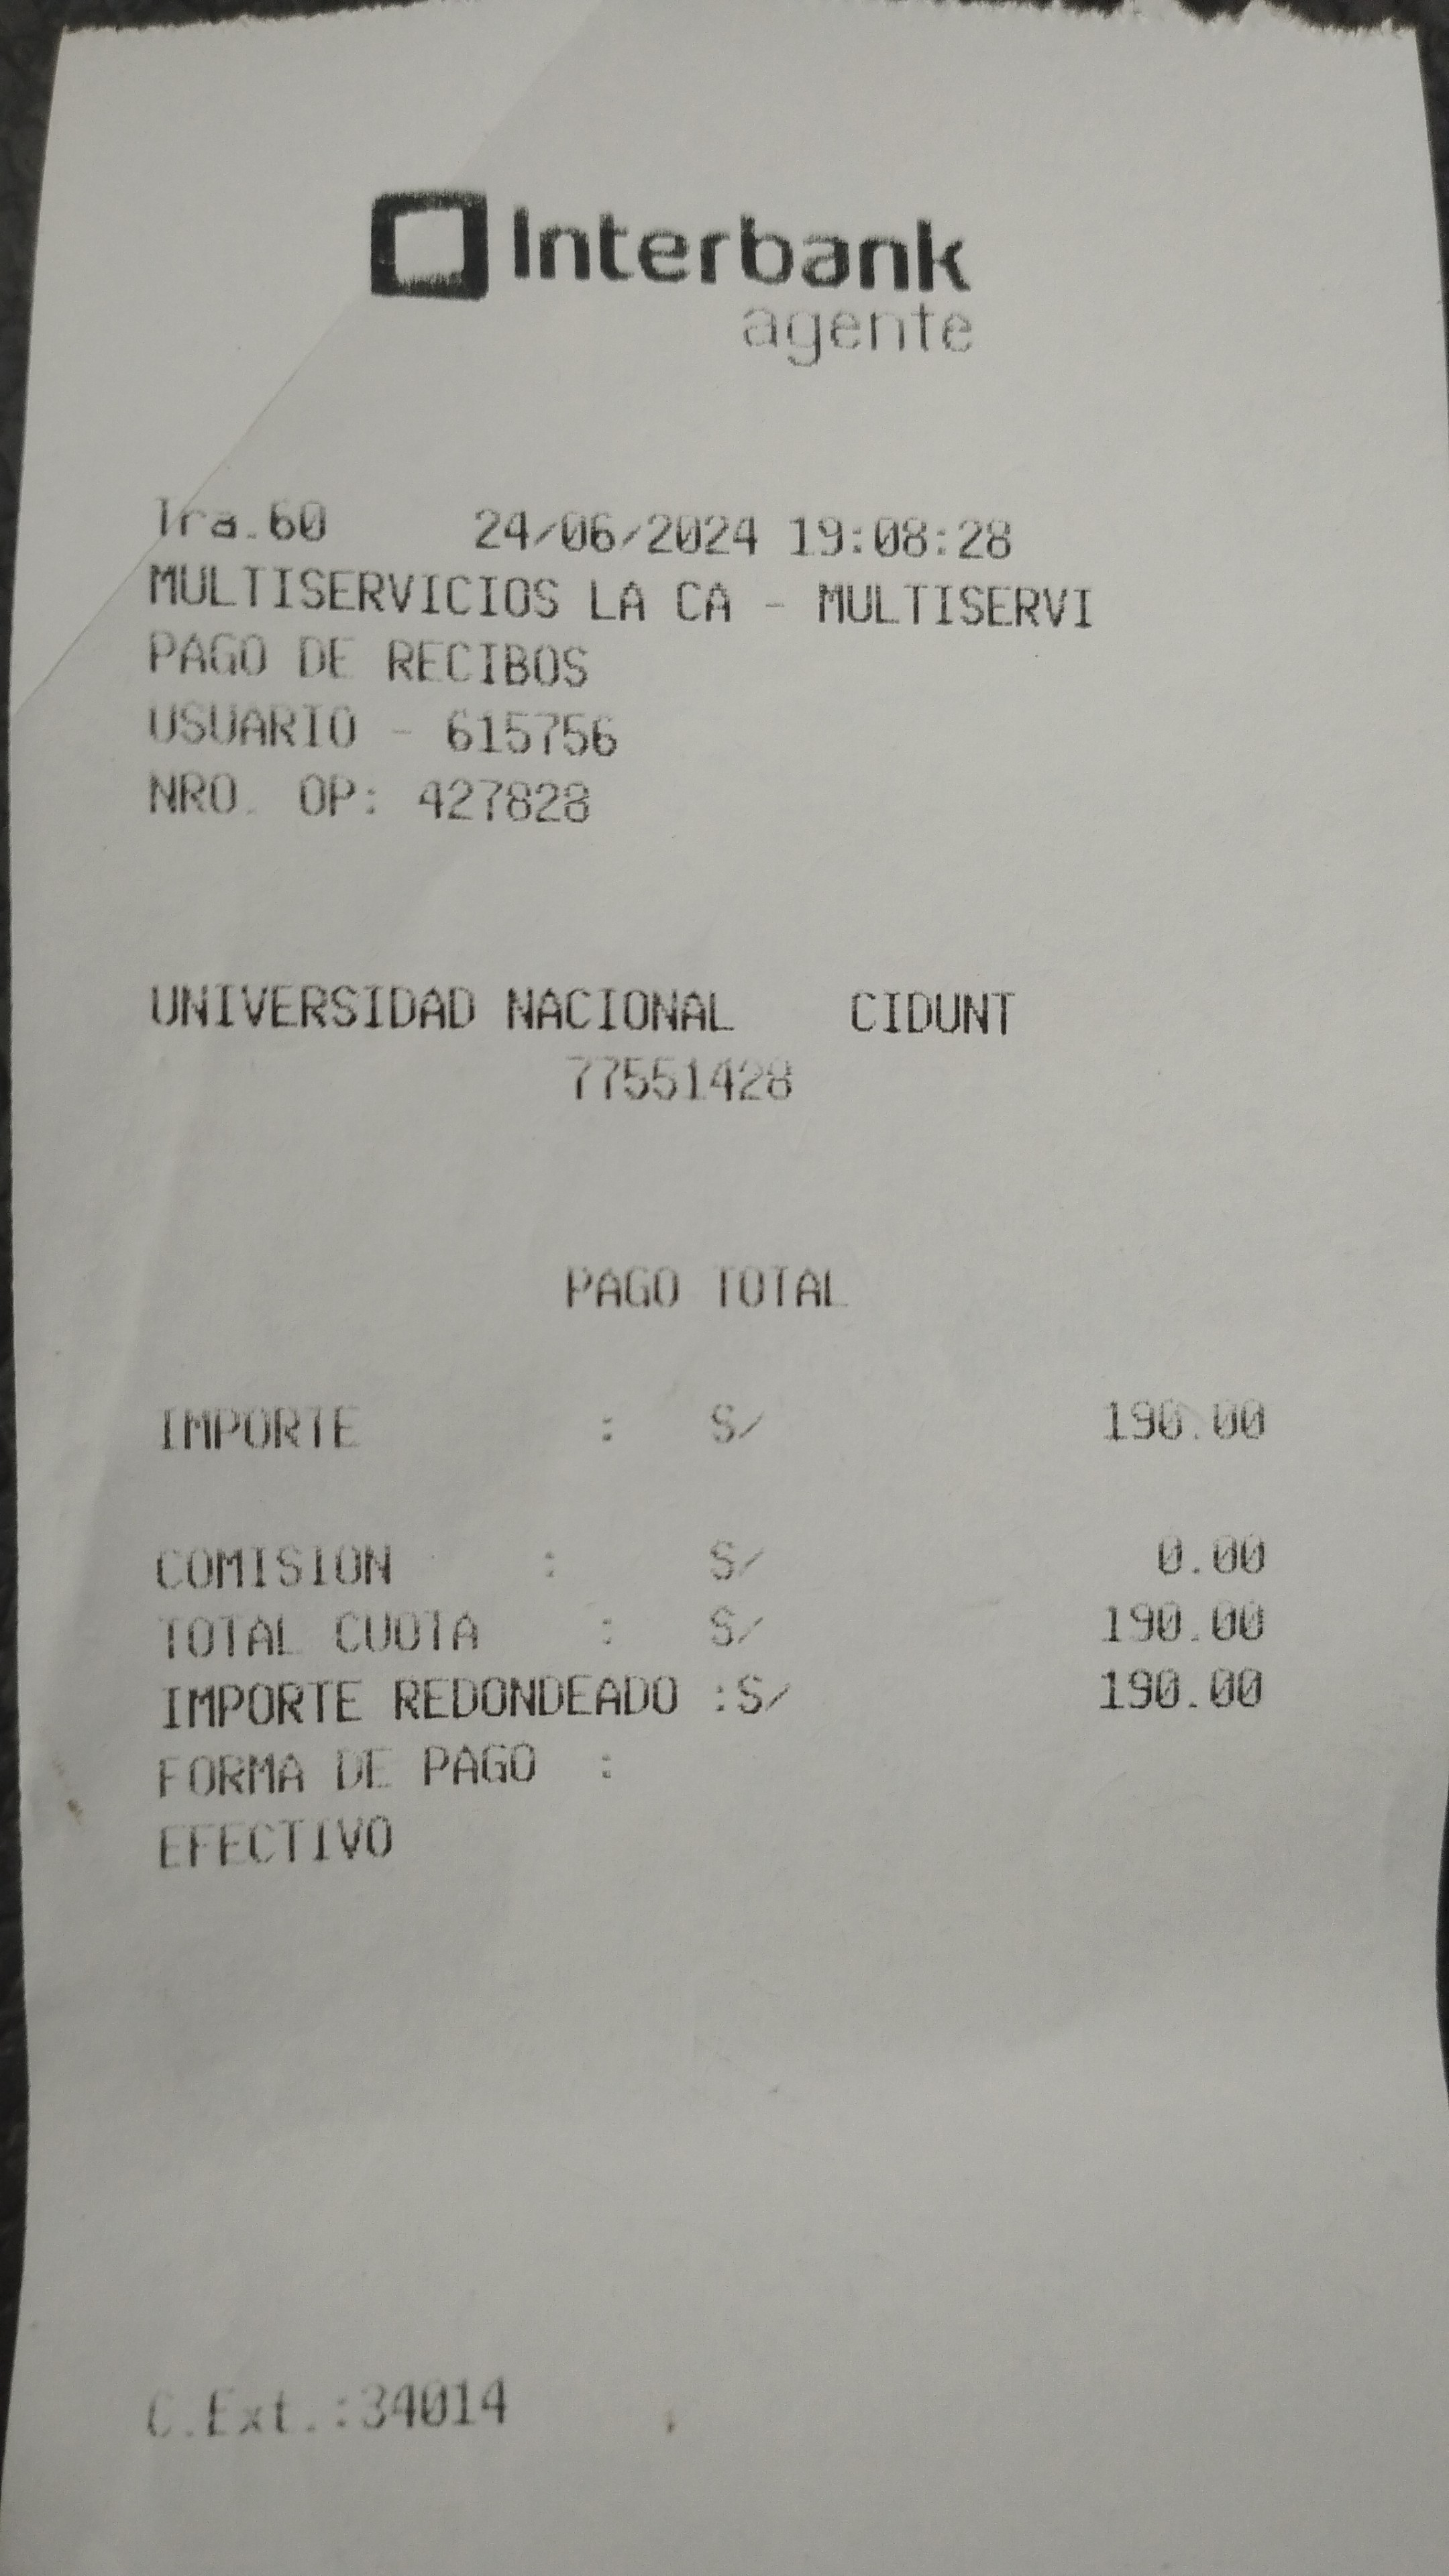 Interbank
agente
Tra.60 24/06/2024 19:08:28
MULTISERVICIOS LA CA - MULTISERVI
PAGO DE RECIBOS
USUARIO - 615756
NRO. OP: 427828
UNIVERSIDAD NACIONAL CIDUNT
77551428
PAGO TOTAL
IMPORTE : S/ 190.00
COMISION : S/ 0.00
TOTAL CUOTA : S/ 190.00
IMPORTE REDONDEADO :S/ 190.00
FORMA DE PAGO :
EFECTIVO
C.Ext.:34014